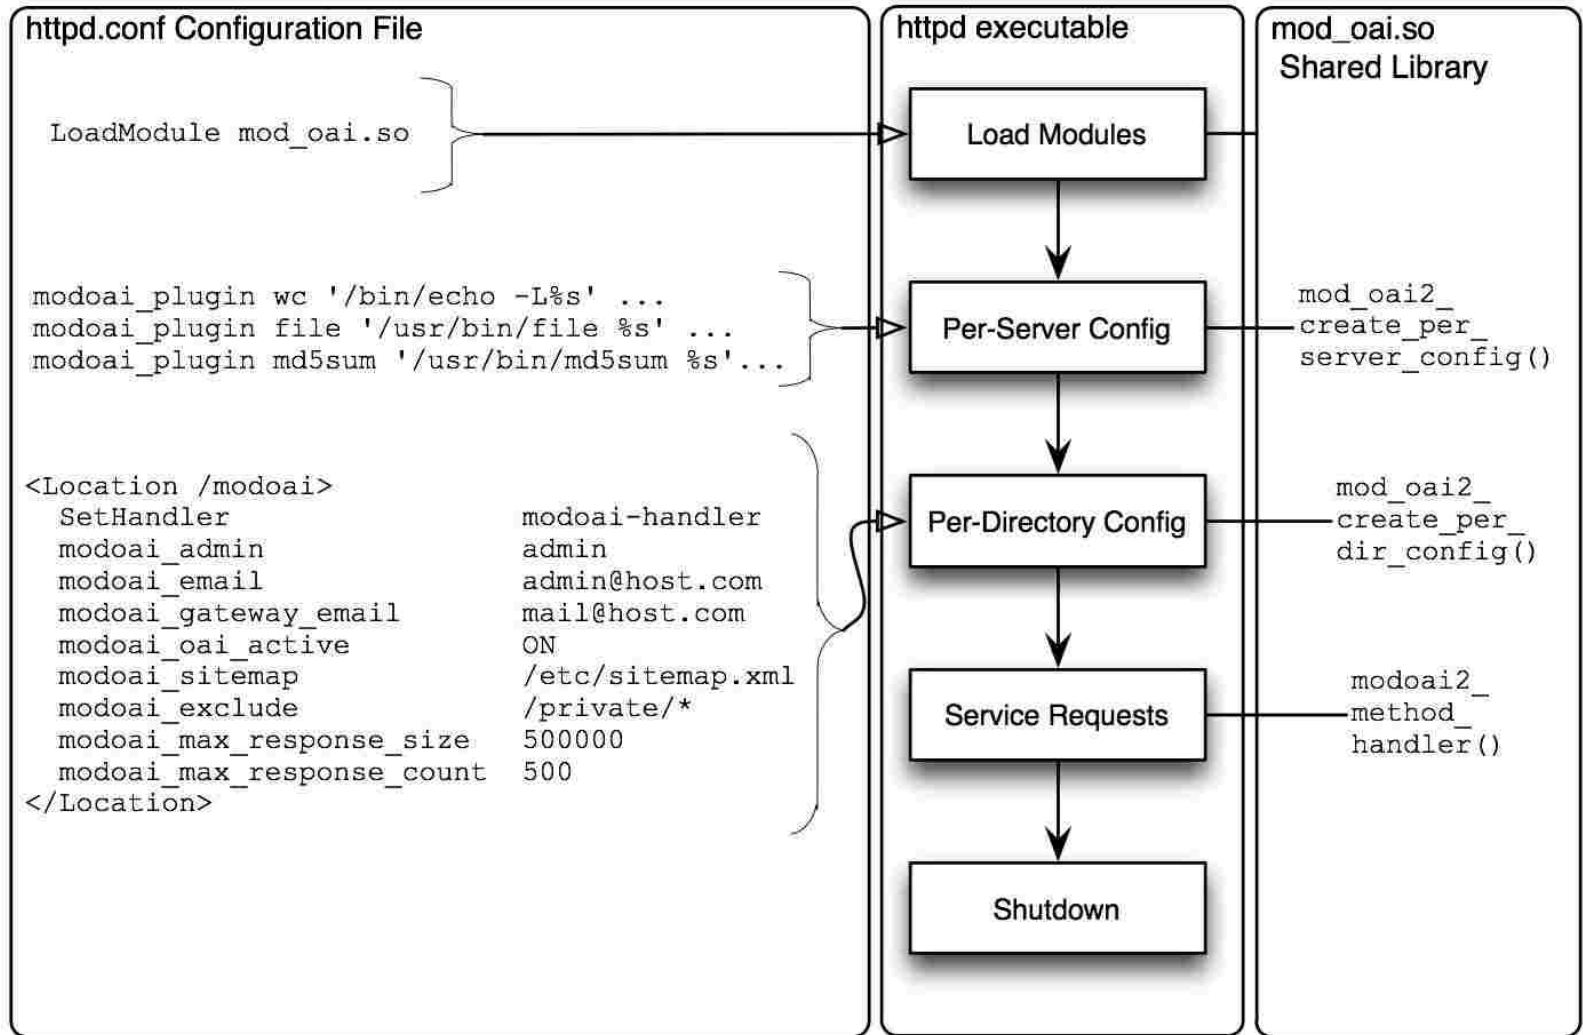 httpd.conf Configuration File
LoadModule mod_oai.so
modoai_plugin wc '/bin/echo -L%s' ...
modoai_plugin file '/usr/bin/file %s' ...
modoai_plugin md5sum '/usr/bin/md5sum %s'...
<Location /modoai>
SetHandler modoai-handler
modoai_admin admin
modoai_email admin@host.com
modoai_gateway_email mail@host.com
modoai_oai_active ON
modoai_sitemap /etc/sitemap.xml
modoai_exclude /private/*
modoai_max_response_size 500000
modoai_max_response_count 500
</Location>
httpd executable
Load Modules
Per-Server Config
Per-Directory Config
Service Requests
Shutdown
mod_oai.so
Shared Library
mod_oai2_
create_per_
server_config()
mod_oai2_
create_per_
dir_config()
modoai2_
method_
handler()